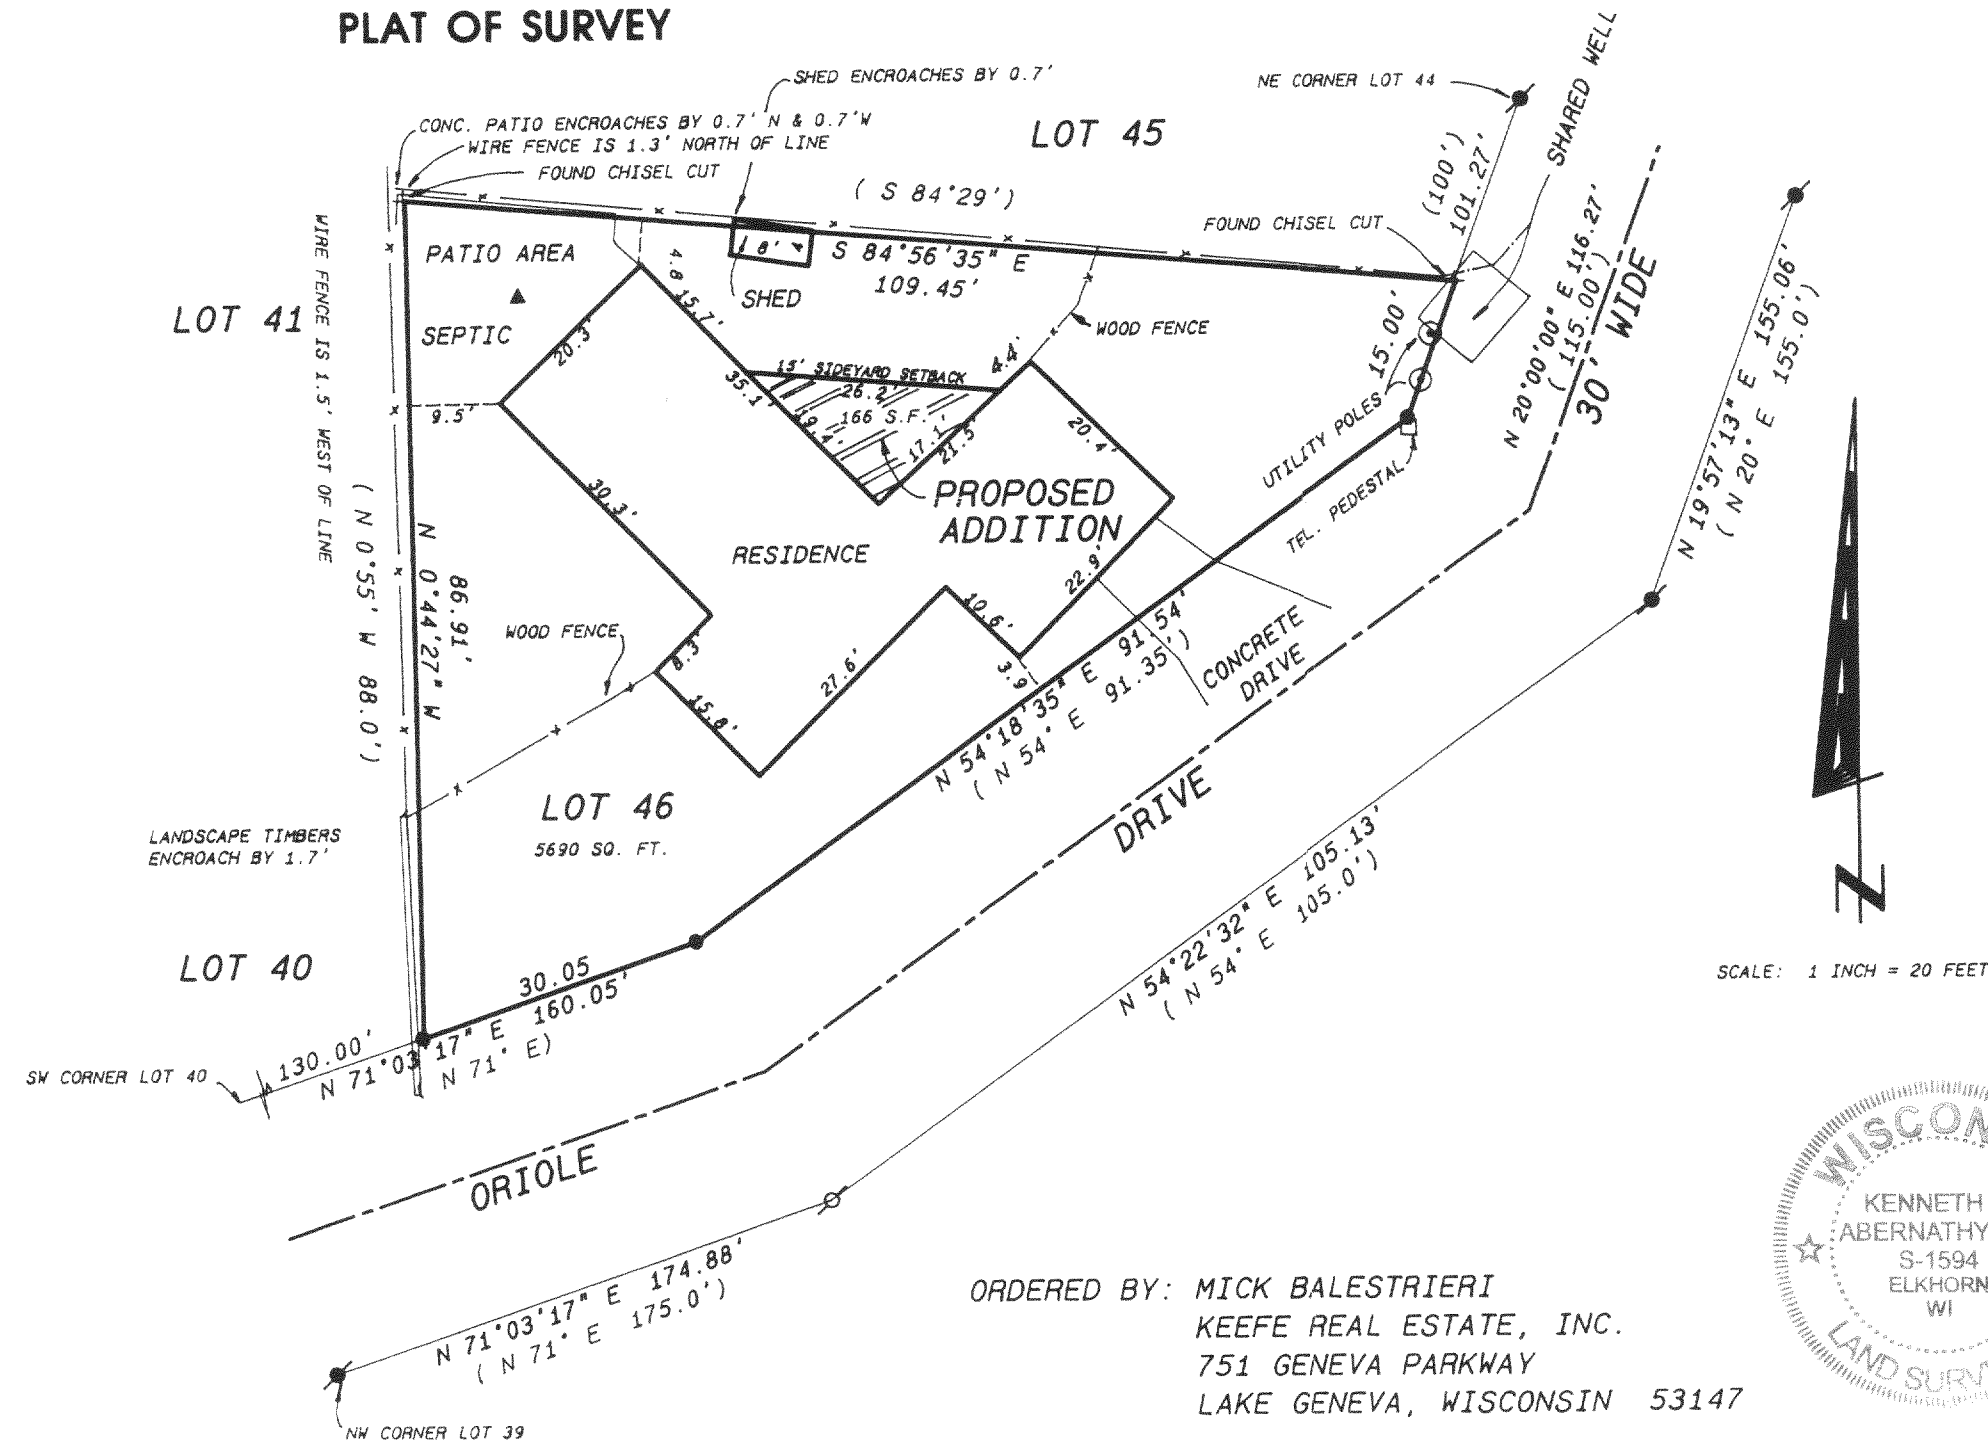 PLAT OF SURVEY
SHED ENCROACHES BY 0.7'
NE CORNER LOT 44
CONC. PATIO ENCROACHES BY 0.7' N & 0.7'W
WIRE FENCE IS 1.3' NORTH OF LINE
FOUND CHISEL CUT
LOT 45
SHARED WELL
(100')
101.27'
( S 84°29')
FOUND CHISEL CUT
S 84°56'35" E
109.45'
PATIO AREA
SEPTIC
4.8
15.7'
8'
SHED
WOOD FENCE
LOT 41
WIRE FENCE IS 1.5' WEST OF LINE
20.3'
9.5'
35.1'
15' SIDEYARD SETBACK
26.2'
166 S.F.
19.4'
17.1'
21.5'
4.4'
20.4'
15.00'
UTILITY POLES
TEL. PEDESTAL
N 20°00'00" E 116.27'
( 115.00')
30' WIDE
N 19°57'13" E 155.06'
( N 20° E 155.0')
PROPOSED
ADDITION
30.3'
RESIDENCE
22.9'
10.6'
3.9
( N 0°55' W 88.0')
N 0°44'27" W
86.91'
WOOD FENCE
8.3'
15.8'
27.6'
CONCRETE
DRIVE
N 54°18'35" E 91.54'
( N 54° E 91.35')
LOT 46
5690 SQ. FT.
LANDSCAPE TIMBERS
ENCROACH BY 1.7'
LOT 40
DRIVE
N 54°22'32" E 105.13'
( N 54° E 105.0')
N
SCALE: 1 INCH = 20 FEET
30.05
130.00'
N 71°03'17" E 160.05'
N 71° E)
SW CORNER LOT 40
ORIOLE
N 71°03'17" E 174.88'
( N 71° E 175.0')
NW CORNER LOT 39
ORDERED BY: MICK BALESTRIERI
KEEFE REAL ESTATE, INC.
751 GENEVA PARKWAY
LAKE GENEVA, WISCONSIN 53147
WISCON
KENNETH
ABERNATHY
S-1594
ELKHORN
WI
LAND SURV